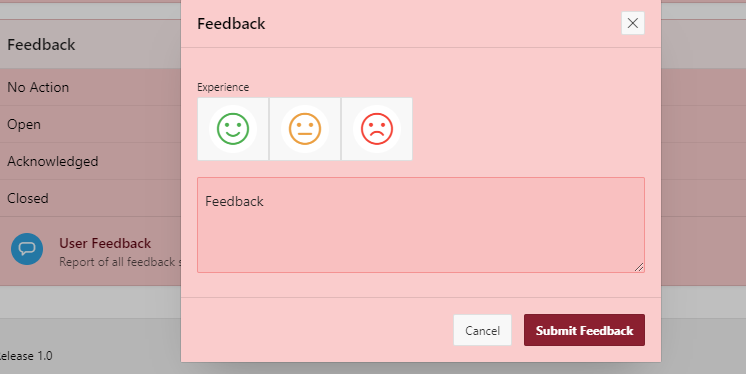 Feedback
No Action
Open
Acknowledged
Closed
User Feedback
Report of all feedback
Release 1.0
Feedback
Experience
Feedback
Cancel
Submit Feedback